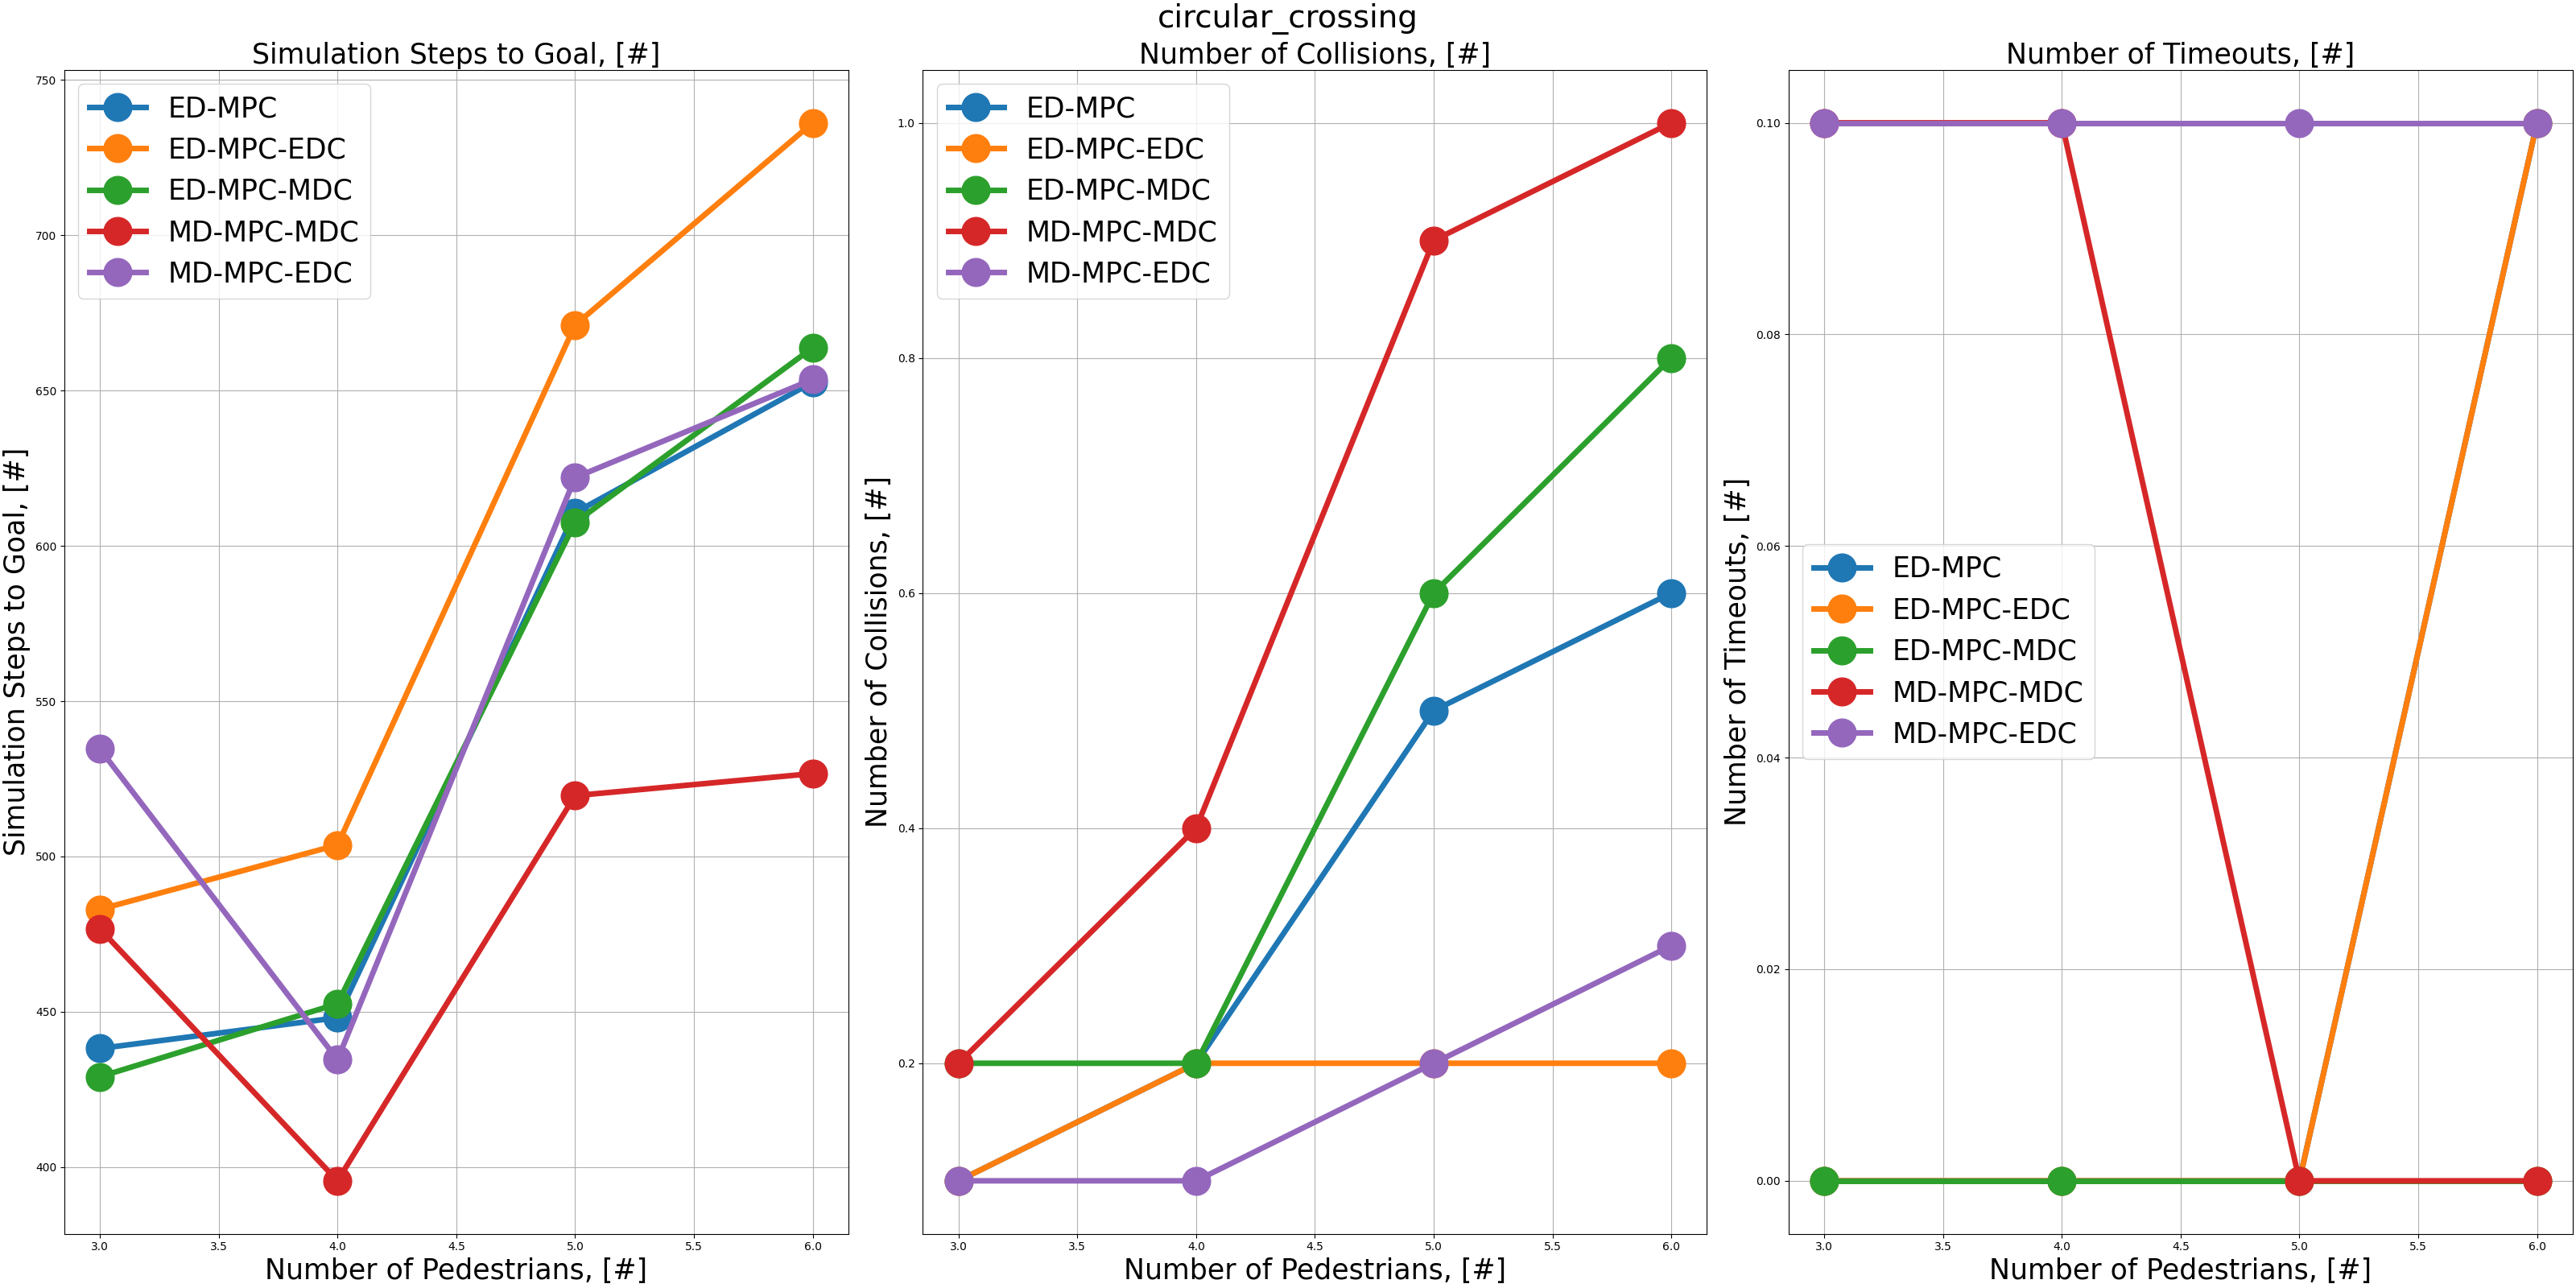 circular_crossing
Simulation Steps to Goal, [#]
750
700
650
600
550
500
450
400
3.0 3.5 4.0 4.5 5.0 5.5 6.0
Number of Pedestrians, [#]
Simulation Steps to Goal, [#]
ED-MPC
ED-MPC-EDC
ED-MPC-MDC
MD-MPC-MDC
MD-MPC-EDC
Number of Collisions, [#]
1.0
0.8
0.6
0.4
0.2
3.0 3.5 4.0 4.5 5.0 5.5 6.0
Number of Pedestrians, [#]
Number of Collisions, [#]
ED-MPC
ED-MPC-EDC
ED-MPC-MDC
MD-MPC-MDC
MD-MPC-EDC
Number of Timeouts, [#]
0.10
0.08
0.06
0.04
0.02
0.00
3.0 3.5 4.0 4.5 5.0 5.5 6.0
Number of Pedestrians, [#]
Number of Timeouts, [#]
ED-MPC
ED-MPC-EDC
ED-MPC-MDC
MD-MPC-MDC
MD-MPC-EDC